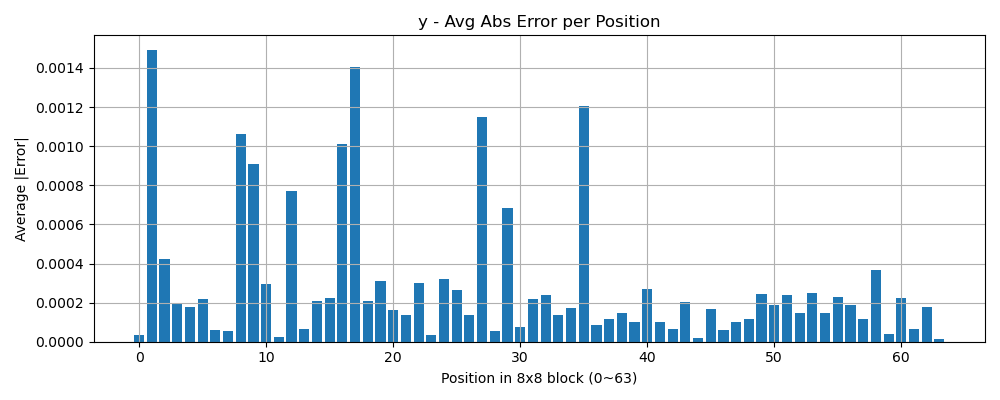 y - Avg Abs Error per Position
Average |Error|
0.0014
0.0012
0.0010
0.0008
0.0006
0.0004
0.0002
0.0000
0 10 20 30 40 50 60
Position in 8x8 block (0~63)